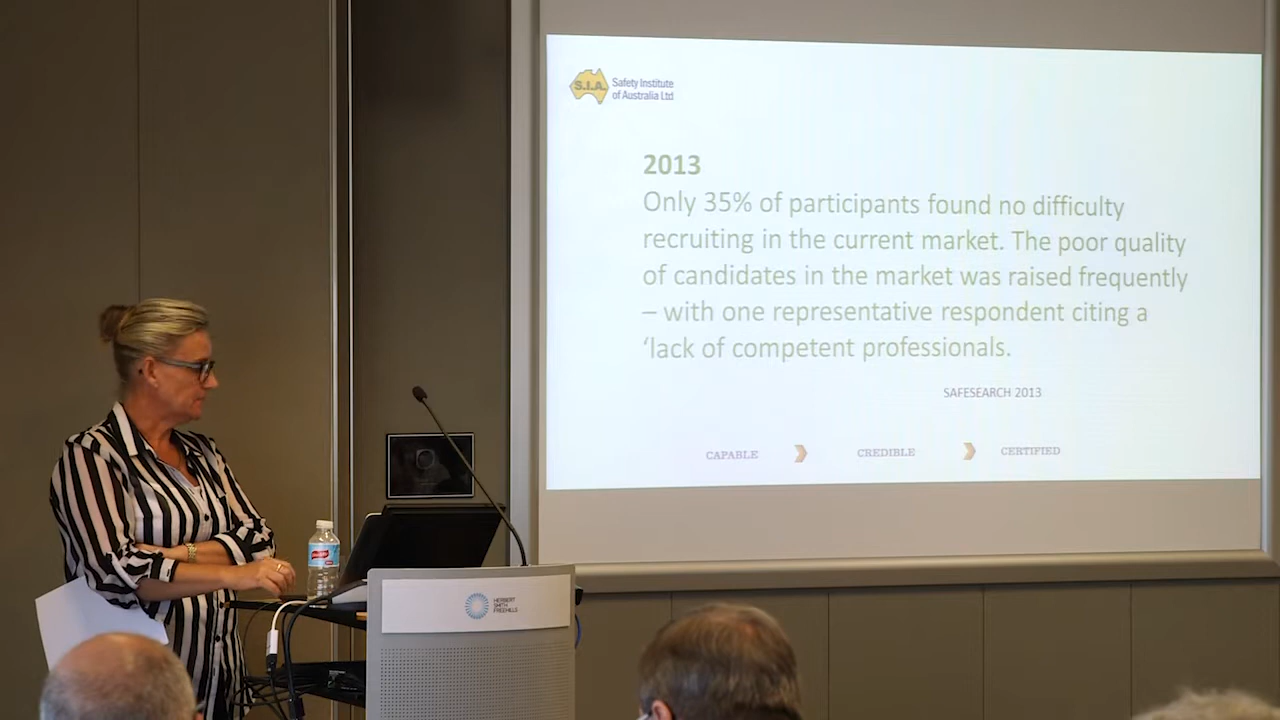 S.I.A.
Safety Institute
of Australia Ltd
2013
Only 35% of participants found no difficulty
recruiting in the current market. The poor quality
of candidates in the market was raised frequently
– with one representative respondent citing a
‘lack of competent professionals.
SAFESEARCH 2013
CAPABLE
CREDIBLE
CERTIFIED
HERBERT
SMITH
FREEHILLS